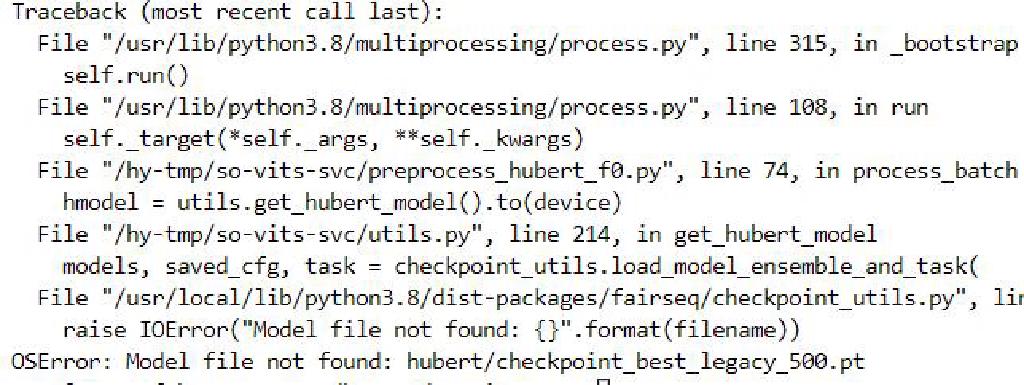 Traceback (most recent call last):
File "/usr/lib/python3.8/multiprocessing/process.py", line 315, in _bootstrap
self.run()
File "/usr/lib/python3.8/multiprocessing/process.py", line 108, in run
self._target(*self._args, **self._kwargs)
File "/hy-tmp/so-vits-svc/preprocess_hubert_f0.py", line 74, in process_batch
hmodel = utils.get_hubert_model().to(device)
File "/hy-tmp/so-vits-svc/utils.py", line 214, in get_hubert_model
models, saved_cfg, task = checkpoint_utils.load_model_ensemble_and_task(
File "/usr/local/lib/python3.8/dist-packages/fairseq/checkpoint_utils.py", lin
raise IOError("Model file not found: {}".format(filename))
OSError: Model file not found: hubert/checkpoint_best_legacy_500.pt